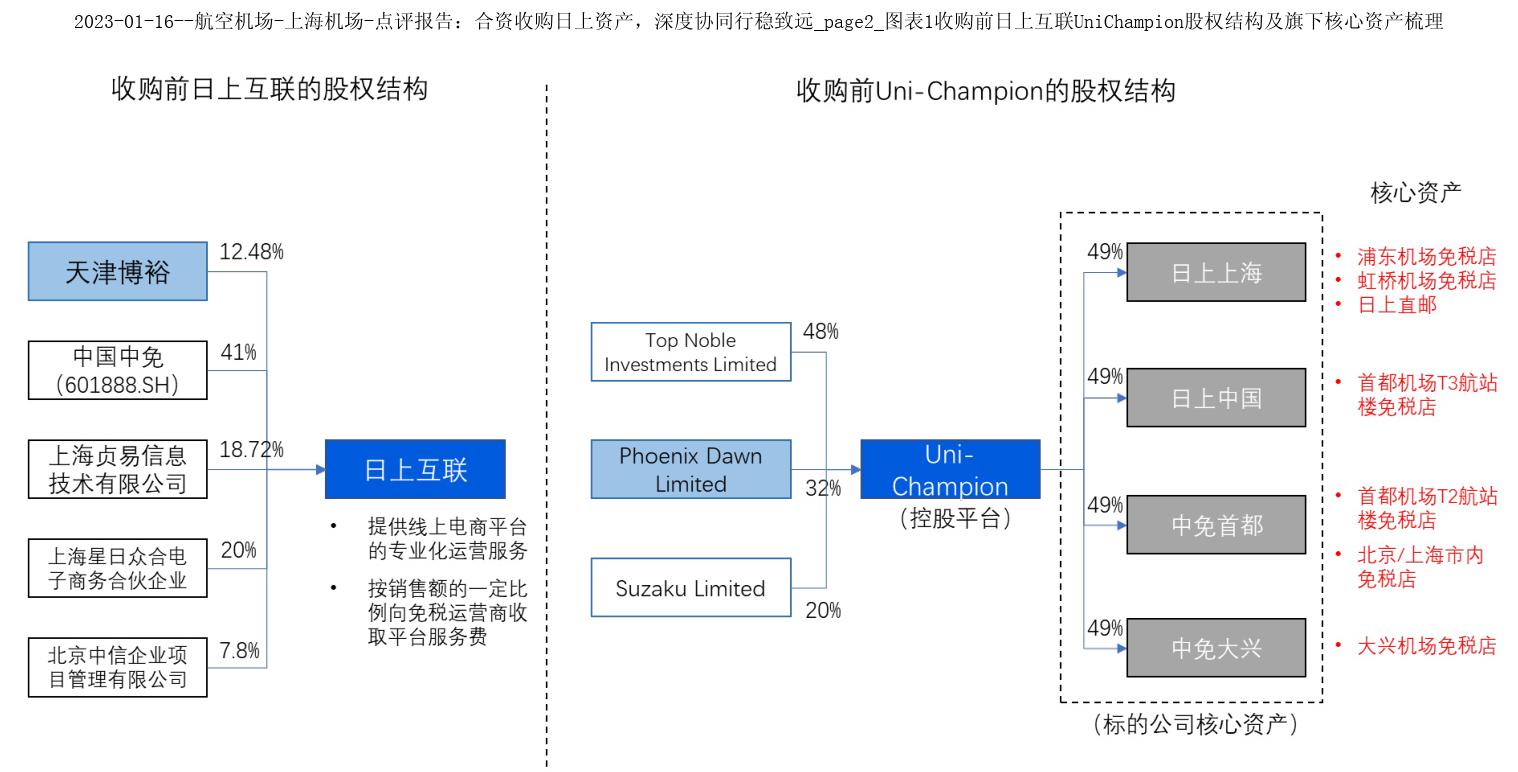 2023-01-16--航空机场-上海机场-点评报告：合资收购日上资产，深度协同行稳致远_page2_图表1收购前日上互联UniChampion股权结构及旗下核心资产梳理
收购前日上互联的股权结构
天津博裕
12.48%
中国中免
（601888.SH）
41%
上海贞易信息
技术有限公司
18.72%
上海星日众合电
子商务合伙企业
20%
北京中信企业项
目管理有限公司
7.8%
日上互联
• 提供线上电商平台
的专业化运营服务
• 按销售额的一定比
例向免税运营商收
取平台服务费
收购前Uni-Champion的股权结构
Top Noble
Investments Limited
48%
Phoenix Dawn
Limited
32%
Suzaku Limited
20%
Uni-
Champion
（控股平台）
核心资产
49%
日上上海
• 浦东机场免税店
• 虹桥机场免税店
• 日上直邮
49%
日上中国
• 首都机场T3航站
楼免税店
49%
中免首都
• 首都机场T2航站
楼免税店
• 北京/上海市内
免税店
49%
中免大兴
• 大兴机场免税店
（标的公司核心资产）